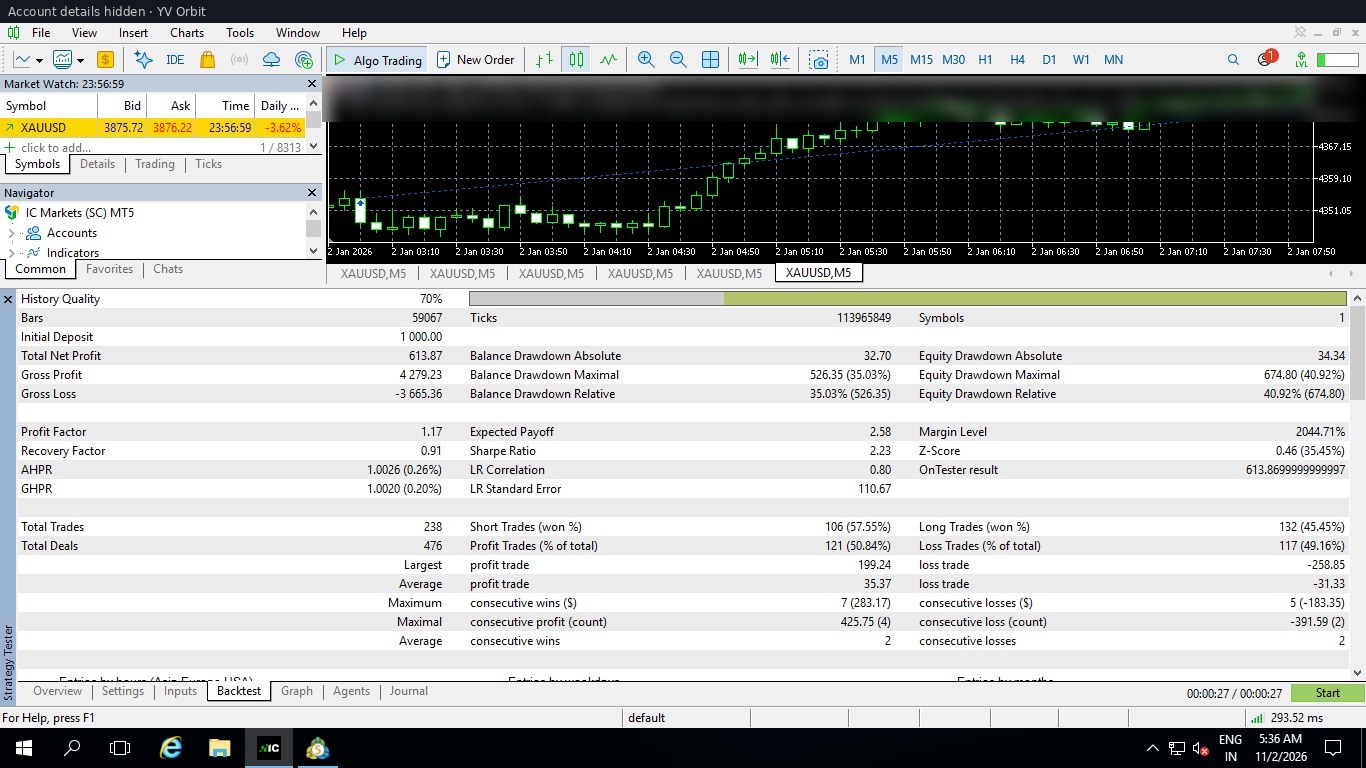 Account details hidden - YV Orbit
File View Insert Charts Tools Window Help
IDE Algo Trading New Order M1 M5 M15 M30 H1 H4 D1 W1 MN 1 LVL
Market Watch: 23:56:59
Symbol Bid Ask Time Daily ...
XAUUSD 3875.72 3876.22 23:56:59 -3.62%
click to add... 1 / 8313
Symbols Details Trading Ticks
Navigator
IC Markets (SC) MT5
Accounts
Indicators
Common Favorites Chats
4367.15
4359.10
4351.05
2 Jan 2026 2 Jan 03:10 2 Jan 03:30 2 Jan 03:50 2 Jan 04:10 2 Jan 04:30 2 Jan 04:50 2 Jan 05:10 2 Jan 05:30 2 Jan 05:50 2 Jan 06:10 2 Jan 06:30 2 Jan 06:50 2 Jan 07:10 2 Jan 07:30 2 Jan 07:50
XAUUSD,M5 XAUUSD,M5 XAUUSD,M5 XAUUSD,M5 XAUUSD,M5 XAUUSD,M5
History Quality 70%
Bars 59067 Ticks 113965849 Symbols 1
Initial Deposit 1 000.00
Total Net Profit 613.87 Balance Drawdown Absolute 32.70 Equity Drawdown Absolute 34.34
Gross Profit 4 279.23 Balance Drawdown Maximal 526.35 (35.03%) Equity Drawdown Maximal 674.80 (40.92%)
Gross Loss -3 665.36 Balance Drawdown Relative 35.03% (526.35) Equity Drawdown Relative 40.92% (674.80)
Profit Factor 1.17 Expected Payoff 2.58 Margin Level 2044.71%
Recovery Factor 0.91 Sharpe Ratio 2.23 Z-Score 0.46 (35.45%)
AHPR 1.0026 (0.26%) LR Correlation 0.80 OnTester result 613.8699999999997
GHPR 1.0020 (0.20%) LR Standard Error 110.67
Total Trades 238 Short Trades (won %) 106 (57.55%) Long Trades (won %) 132 (45.45%)
Total Deals 476 Profit Trades (% of total) 121 (50.84%) Loss Trades (% of total) 117 (49.16%)
Largest profit trade 199.24 loss trade -258.85
Average profit trade 35.37 loss trade -31.33
Maximum consecutive wins ($) 7 (283.17) consecutive losses ($) 5 (-183.35)
Maximal consecutive profit (count) 425.75 (4) consecutive loss (count) -391.59 (2)
Average consecutive wins 2 consecutive losses 2
Entries by hours (Asia Europe USA) Entries by weekdays Entries by months
Strategy Tester
Overview Settings Inputs Backtest Graph Agents Journal 00:00:27 / 00:00:27 Start
For Help, press F1 default 293.52 ms
IC ENG 5:36 AM
IN 11/2/2026